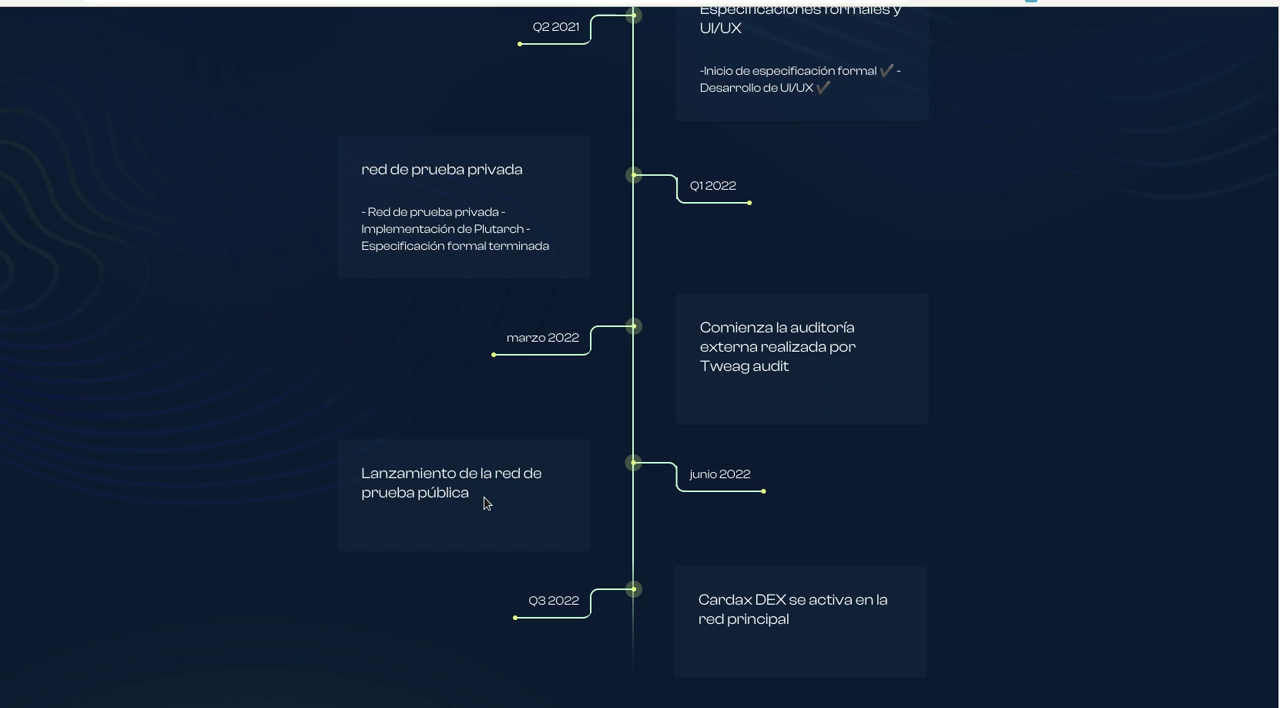 Especificaciones formales y
UI/UX
Q2 2021
-Inicio de especificación formal ✔ -
Desarrollo de UI/UX ✔
red de prueba privada
Q1 2022
- Red de prueba privada -
Implementación de Plutarch -
Especificación formal terminada
marzo 2022
Comienza la auditoría
externa realizada por
Tweag audit
Lanzamiento de la red de
prueba pública
junio 2022
Q3 2022
Cardax DEX se activa en la
red principal